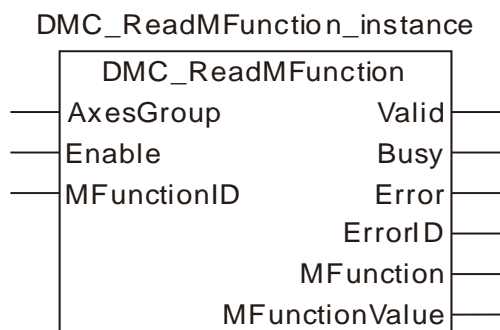 DMC_ReadMFunction_instance
DMC_ReadMFunction
AxesGroup Valid
Enable Busy
MFunctionID Error
ErrorID
MFunction
MFunctionValue